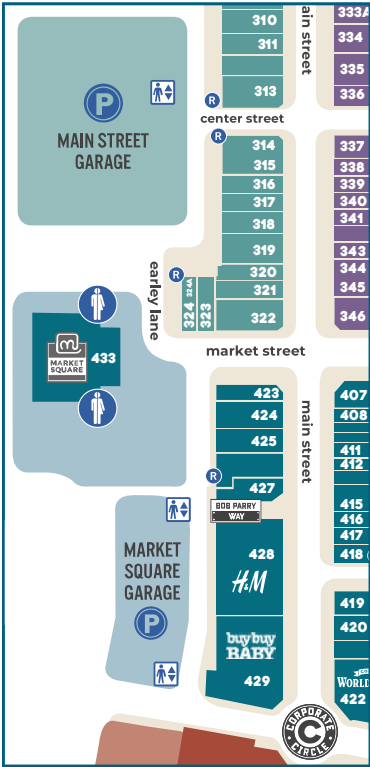 310
311
313
R
333A
334
335
336
ain street
P
MAIN STREET
GARAGE
center street
R
314
315
316
317
318
319
320
321
322
R
324
324A
323
337
338
339
340
341
343
344
345
346
earley lane
market street
m
MARKET
SQUARE
433
423
424
425
R
427
BOB PARRY
WAY
main street
407
408
411
412
415
416
417
418
428
H&M
MARKET
SQUARE
GARAGE
P
buybuy
BABY
429
419
420
WORLD
422
CORPORATE
C
CIRCLE